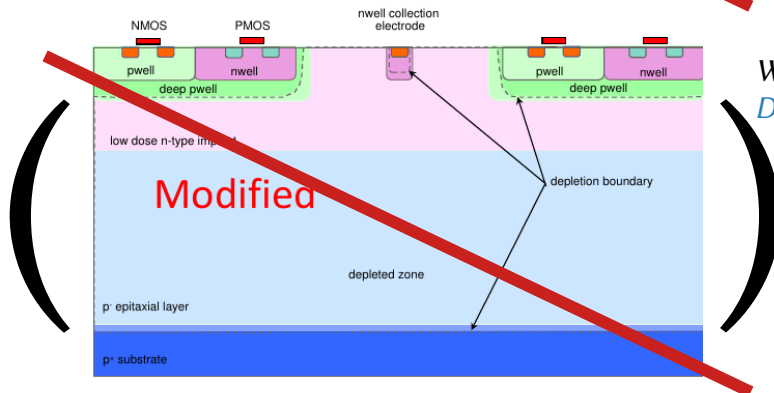 nwell collection
electrode
NMOS
PMOS
pwell
nwell
deep pwell
pwell
nwell
deep pwell
W
D
low dose n-type
Modified
depletion boundary
depleted zone
p- epitaxial layer
p+ substrate